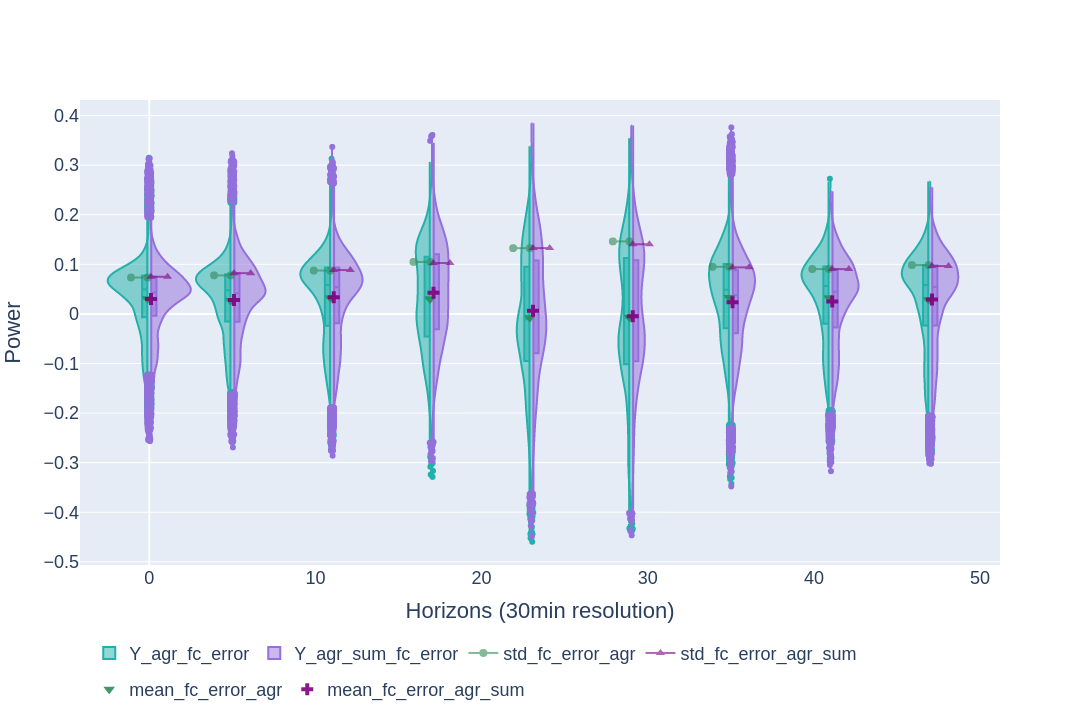 0.4
0.3
0.2
0.1
0
−0.1
−0.2
−0.3
−0.4
−0.5
Power
0 10 20 30 40 50
Horizons (30min resolution)
Y_agr_fc_error Y_agr_sum_fc_error std_fc_error_agr std_fc_error_agr_sum
mean_fc_error_agr mean_fc_error_agr_sum